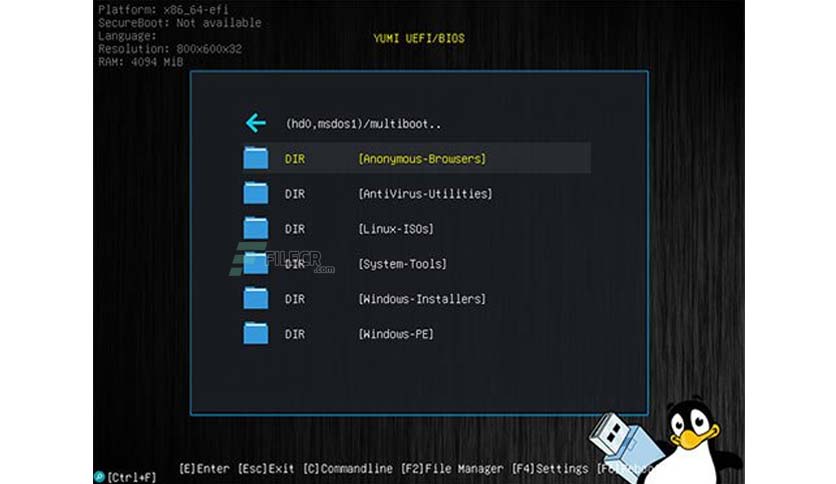 Platform: x86_64-efi
SecureBoot: Not available
Language:
Resolution: 800x600x32
RAM: 4094 MiB
YUMI UEFI/BIOS
(hd0,msdos1)/multiboot..
DIR [Anonymous-Browsers]
DIR [AntiVirus-Utilities]
DIR [Linux-ISOs]
FILECR
.com
DIR [System-Tools]
DIR [Windows-Installers]
DIR [Windows-PE]
[E]Enter [Esc]Exit [C]Commandline [F2]File Manager [F4]Settings
[Ctrl+F]